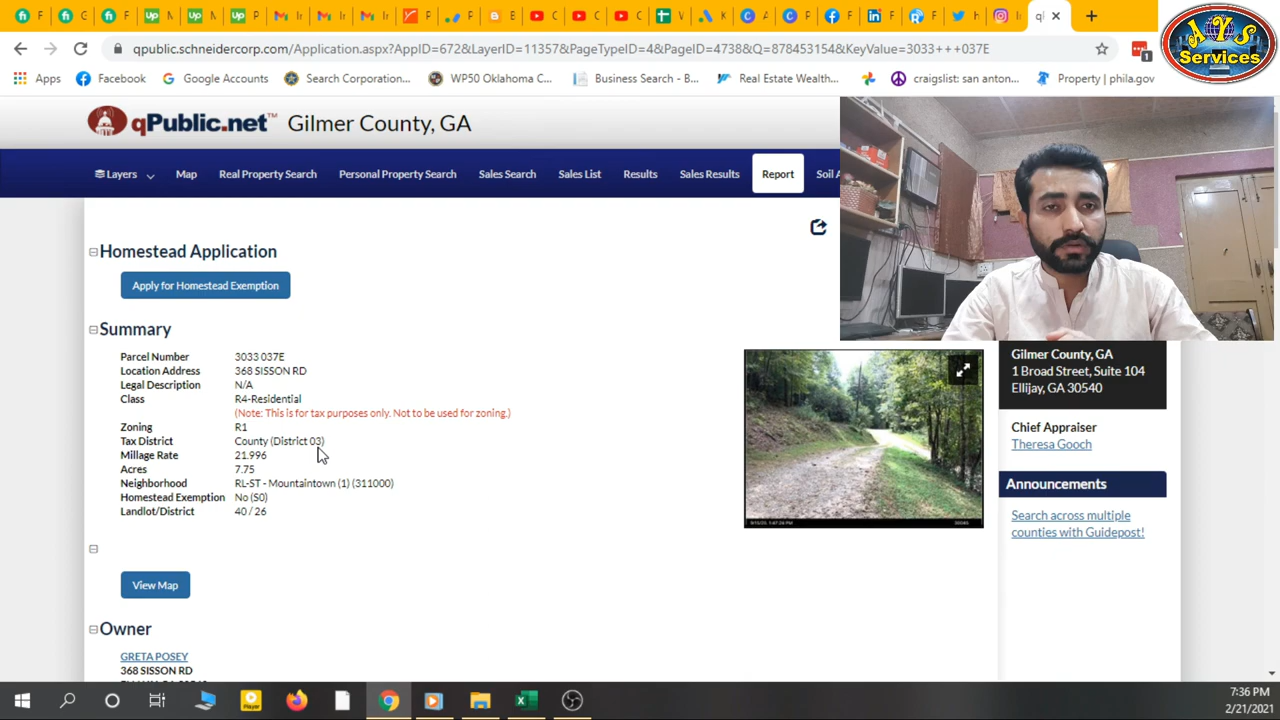 qpublic.schneidercorp.com/Application.aspx?AppID=672&LayerID=11357&PageTypeID=4&PageID=4738&Q=878453154&KeyValue=3033+++037E
Apps Facebook Google Accounts Search Corporation... WP50 Oklahoma C... Business Search - B... Real Estate Wealth... craigslist: san anton... Property | phila.gov
AYS
Services
qPublic.net™ Gilmer County, GA
Layers Map Real Property Search Personal Property Search Sales Search Sales List Results Sales Results Report Soil
Homestead Application
Apply for Homestead Exemption
Summary
Parcel Number 3033 037E
Location Address 368 SISSON RD
Legal Description N/A
Class R4-Residential
(Note: This is for tax purposes only. Not to be used for zoning.)
Zoning R1
Tax District County (District 03)
Millage Rate 21.996
Acres 7.75
Neighborhood RL-ST - Mountaintown (1) (311000)
Homestead Exemption No (S0)
Landlot/District 40 / 26
View Map
Owner
GRETA POSEY
368 SISSON RD
Gilmer County, GA
1 Broad Street, Suite 104
Ellijay, GA 30540
Chief Appraiser
Theresa Gooch
Announcements
Search across multiple
counties with Guidepost!
7:36 PM
2/21/2021